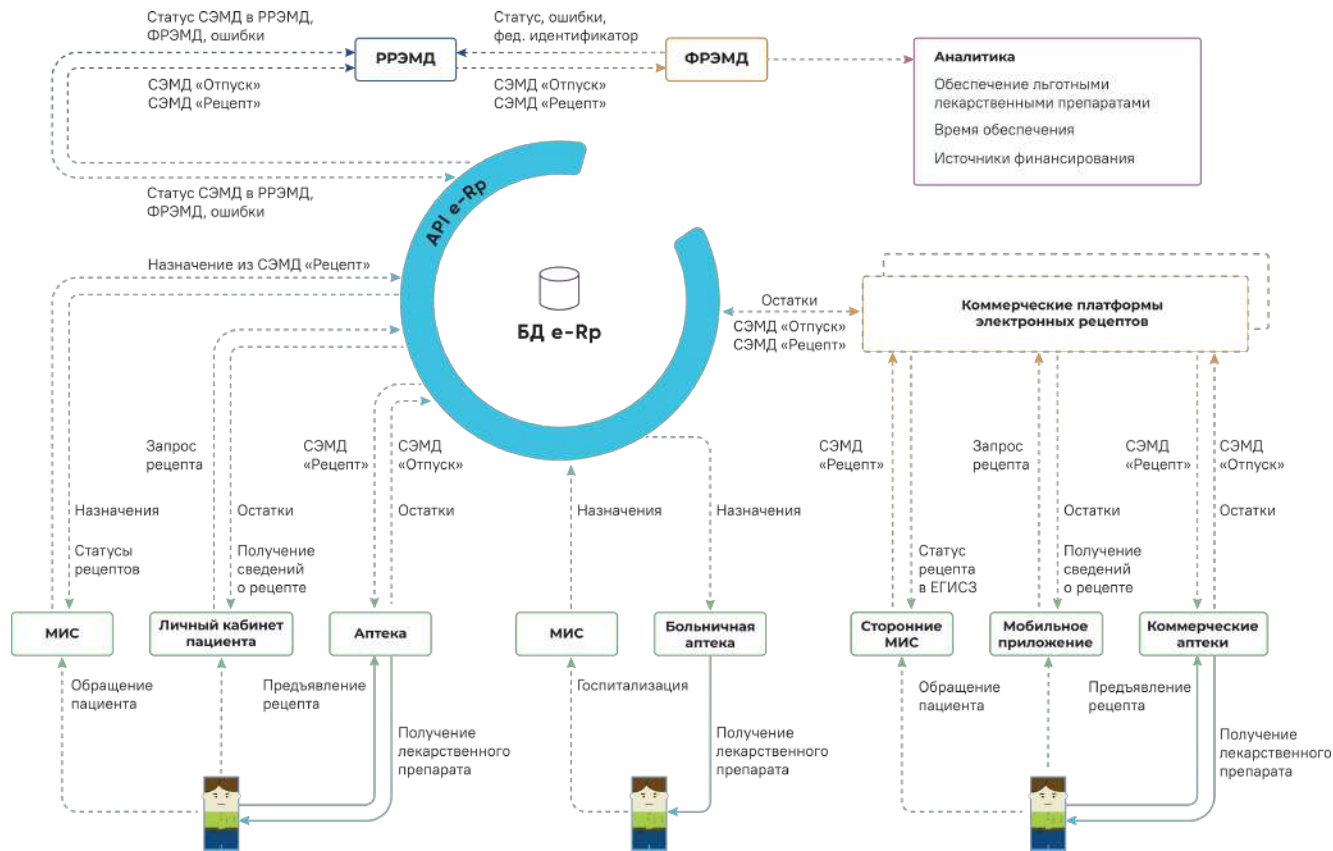 Статус СЭМД в РРЭМД,
ФРЭМД, ошибки
РРЭМД
Статус, ошибки,
фед. идентификатор
ФРЭМД
СЭМД «Отпуск»
СЭМД «Рецепт»
СЭМД «Отпуск»
СЭМД «Рецепт»
Аналитика
Обеспечение льготными
лекарственными препаратами
Время обеспечения
Источники финансирования
Статус СЭМД в РРЭМД,
ФРЭМД, ошибки
API e-Rp
БД e-Rp
Назначение из СЭМД «Рецепт»
Остатки
СЭМД «Отпуск»
СЭМД «Рецепт»
Коммерческие платформы
электронных рецептов
Запрос
рецепта
СЭМД
«Рецепт»
СЭМД
«Отпуск»
СЭМД
«Рецепт»
Запрос
рецепта
СЭМД
«Рецепт»
СЭМД
«Отпуск»
Назначения
Остатки
Остатки
Назначения
Назначения
Остатки
Остатки
Статусы
рецептов
Получение
сведений
о рецепте
Статус
рецепта
в ЕГИСЗ
Получение
сведений
о рецепте
МИС
Личный кабинет
пациента
Аптека
МИС
Больничная
аптека
Сторонние
МИС
Мобильное
приложение
Коммерческие
аптеки
Обращение
пациента
Предъявление
рецепта
Госпитализация
Обращение
пациента
Предъявление
рецепта
Получение
лекарственного
препарата
Получение
лекарственного
препарата
Получение
лекарственного
препарата